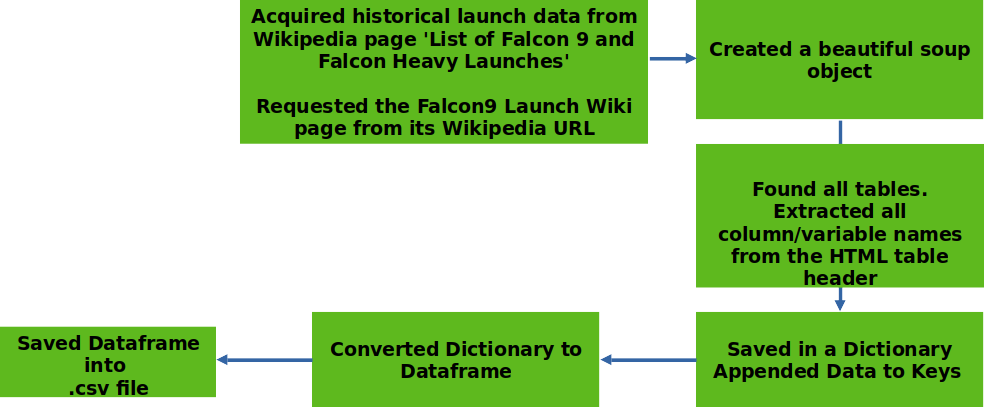 Acquired historical launch data from
Wikipedia page 'List of Falcon 9 and
Falcon Heavy Launches'
Requested the Falcon9 Launch Wiki
page from its Wikipedia URL
Created a beautiful soup
object
Found all tables.
Extracted all
column/variable names
from the HTML table
header
Saved in a Dictionary
Appended Data to Keys
Converted Dictionary to
Dataframe
Saved Dataframe
into
.csv file